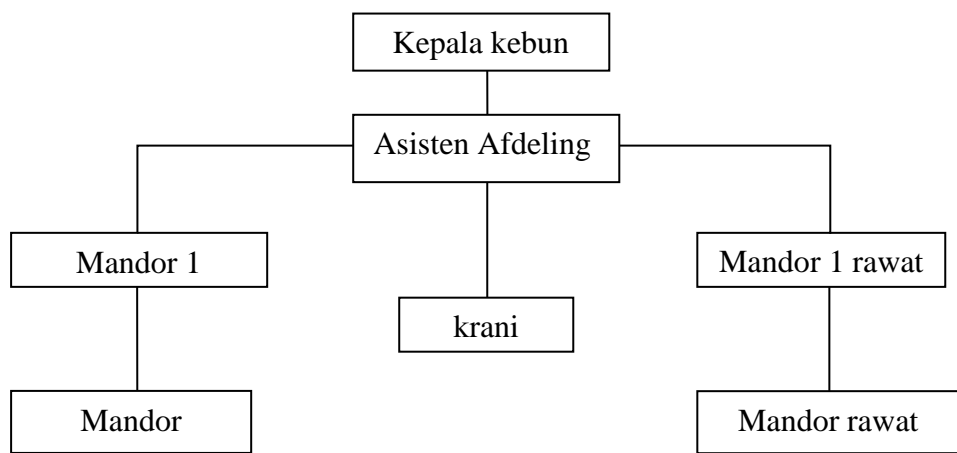 Kepala kebun
Asisten Afdeling
Mandor 1
Mandor 1 rawat
krani
Mandor
Mandor rawat